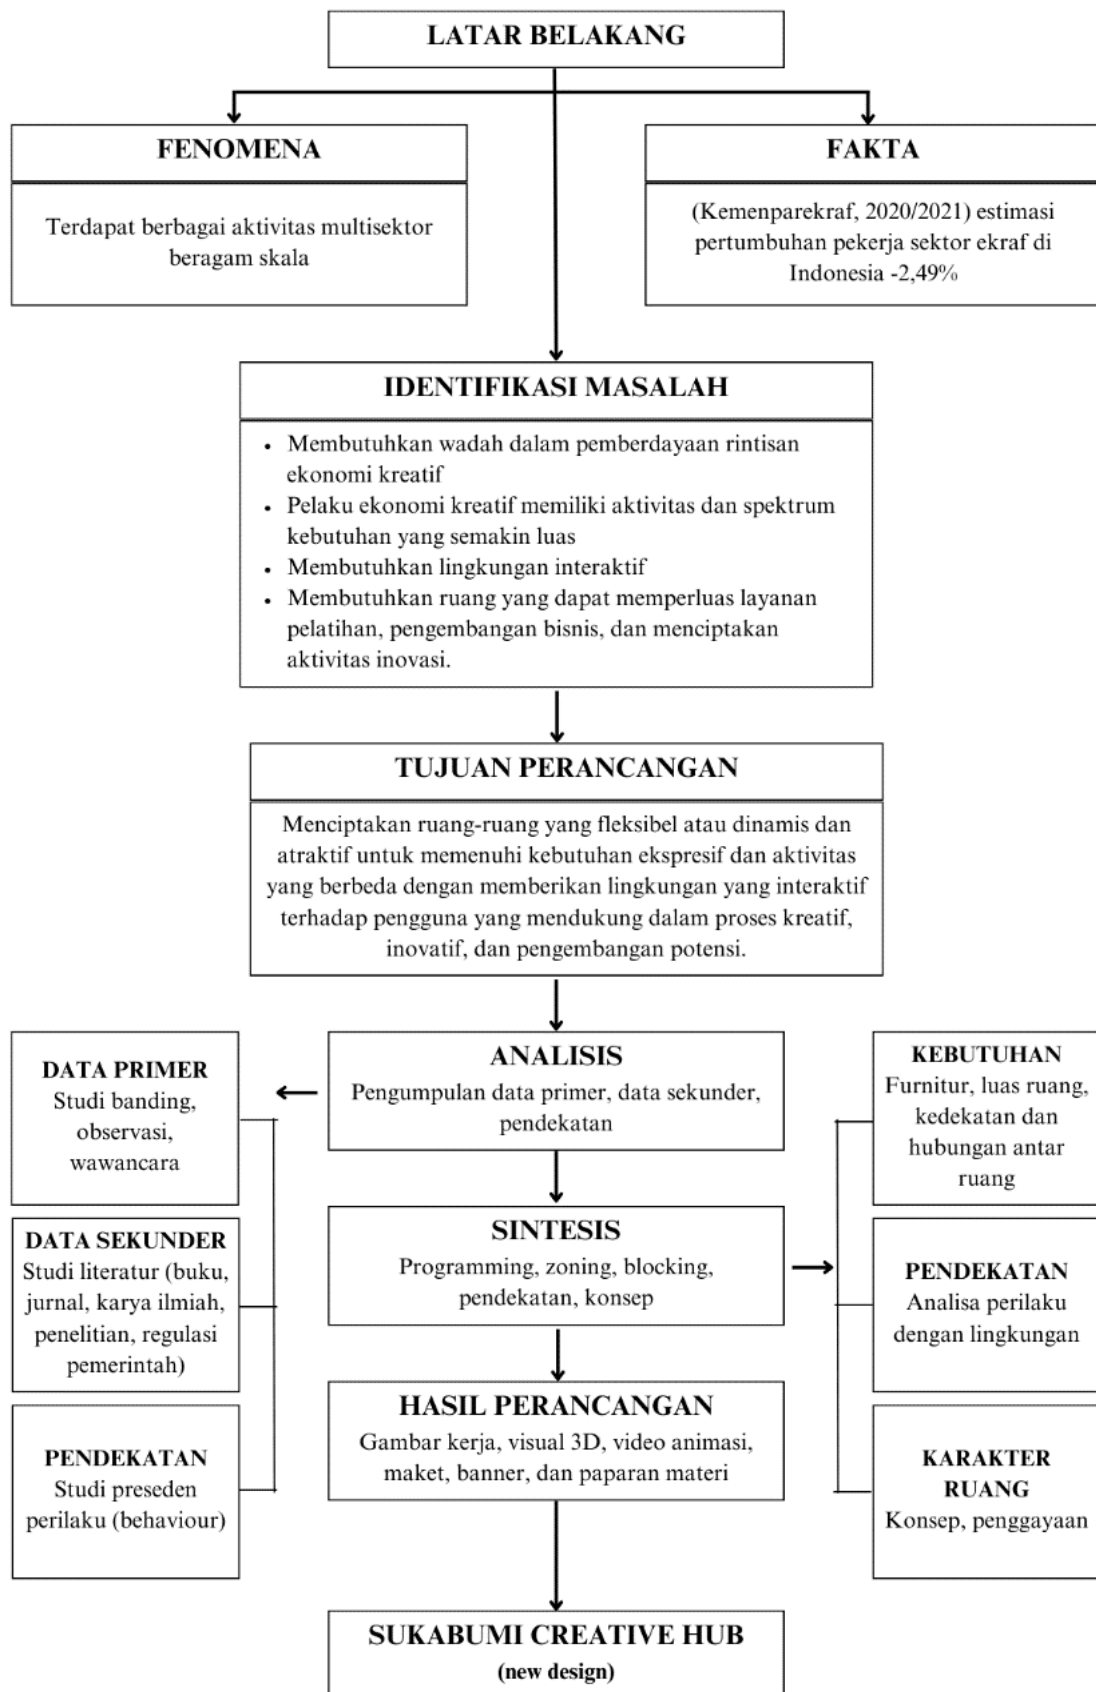 LATAR BELAKANG
FENOMENA
Terdapat berbagai aktivitas multisektor
beragam skala
FAKTA
(Kemenparekraf, 2020/2021) estimasi
pertumbuhan pekerja sektor ekraf di
Indonesia -2,49%
IDENTIFIKASI MASALAH
• Membutuhkan wadah dalam pemberdayaan rintisan
ekonomi kreatif
• Pelaku ekonomi kreatif memiliki aktivitas dan spektrum
kebutuhan yang semakin luas
• Membutuhkan lingkungan interaktif
• Membutuhkan ruang yang dapat memperluas layanan
pelatihan, pengembangan bisnis, dan menciptakan
aktivitas inovasi.
TUJUAN PERANCANGAN
Menciptakan ruang-ruang yang fleksibel atau dinamis dan
atraktif untuk memenuhi kebutuhan ekspresif dan aktivitas
yang berbeda dengan memberikan lingkungan yang interaktif
terhadap pengguna yang mendukung dalam proses kreatif,
inovatif, dan pengembangan potensi.
ANALISIS
Pengumpulan data primer, data sekunder,
pendekatan
DATA PRIMER
Studi banding,
observasi,
wawancara
DATA SEKUNDER
Studi literatur (buku,
jurnal, karya ilmiah,
penelitian, regulasi
pemerintah)
PENDEKATAN
Studi preseden
perilaku (behaviour)
SINTESIS
Programming, zoning, blocking,
pendekatan, konsep
KEBUTUHAN
Furnitur, luas ruang,
kedekatan dan
hubungan antar
ruang
PENDEKATAN
Analisa perilaku
dengan lingkungan
KARAKTER
RUANG
Konsep, penggayaan
HASIL PERANCANGAN
Gambar kerja, visual 3D, video animasi,
maket, banner, dan paparan materi
SUKABUMI CREATIVE HUB
(new design)